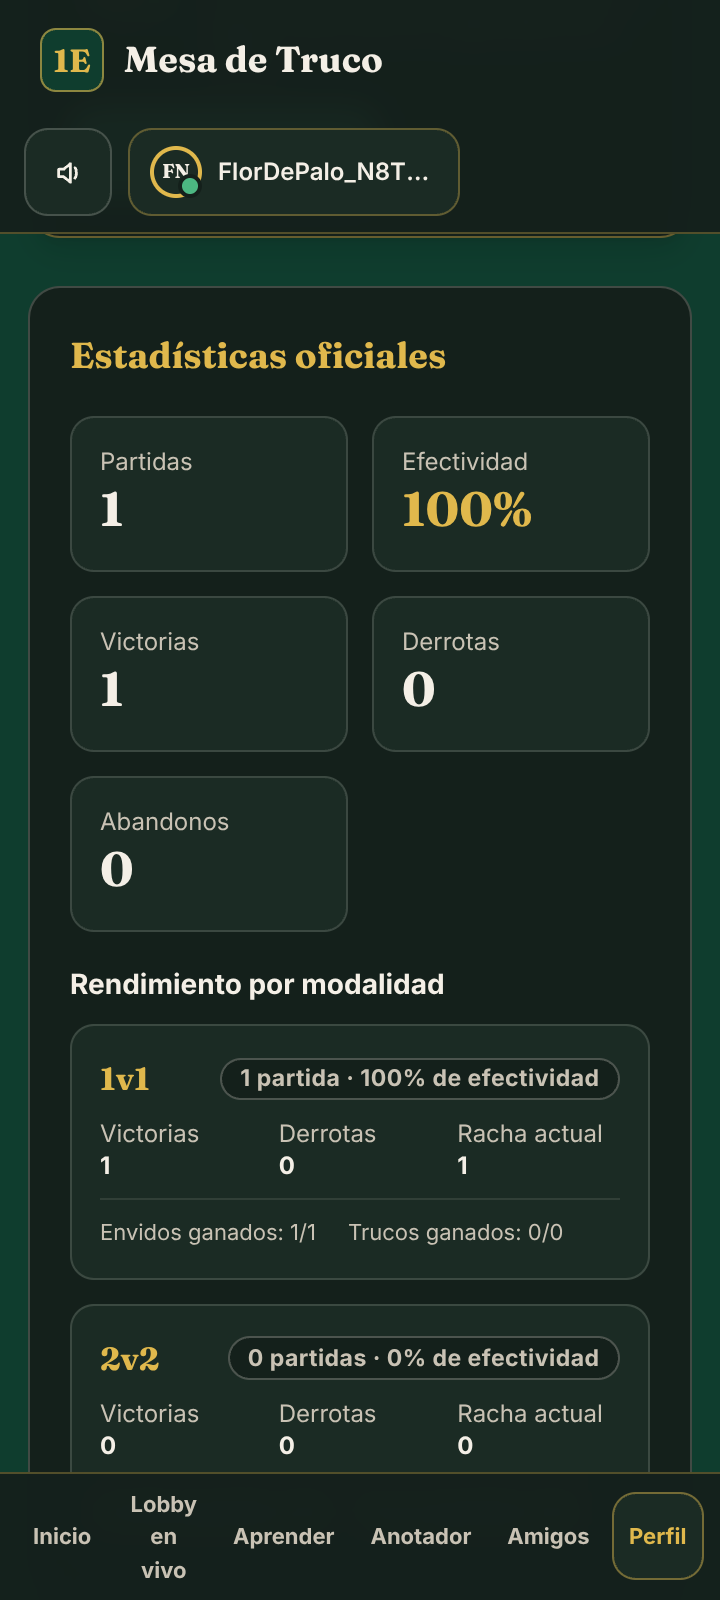 1E Mesa de Truco
FN FlorDePalo_N8T...
Estadísticas oficiales
Partidas
1
Efectividad
100%
Victorias
1
Derrotas
0
Abandonos
0
Rendimiento por modalidad
1v1 1 partida · 100% de efectividad
Victorias Derrotas Racha actual
1 0 1
Envidos ganados: 1/1 Trucos ganados: 0/0
2v2 0 partidas · 0% de efectividad
Victorias Derrotas Racha actual
0 0 0
Inicio
Lobby
en
vivo
Aprender
Anotador
Amigos
Perfil